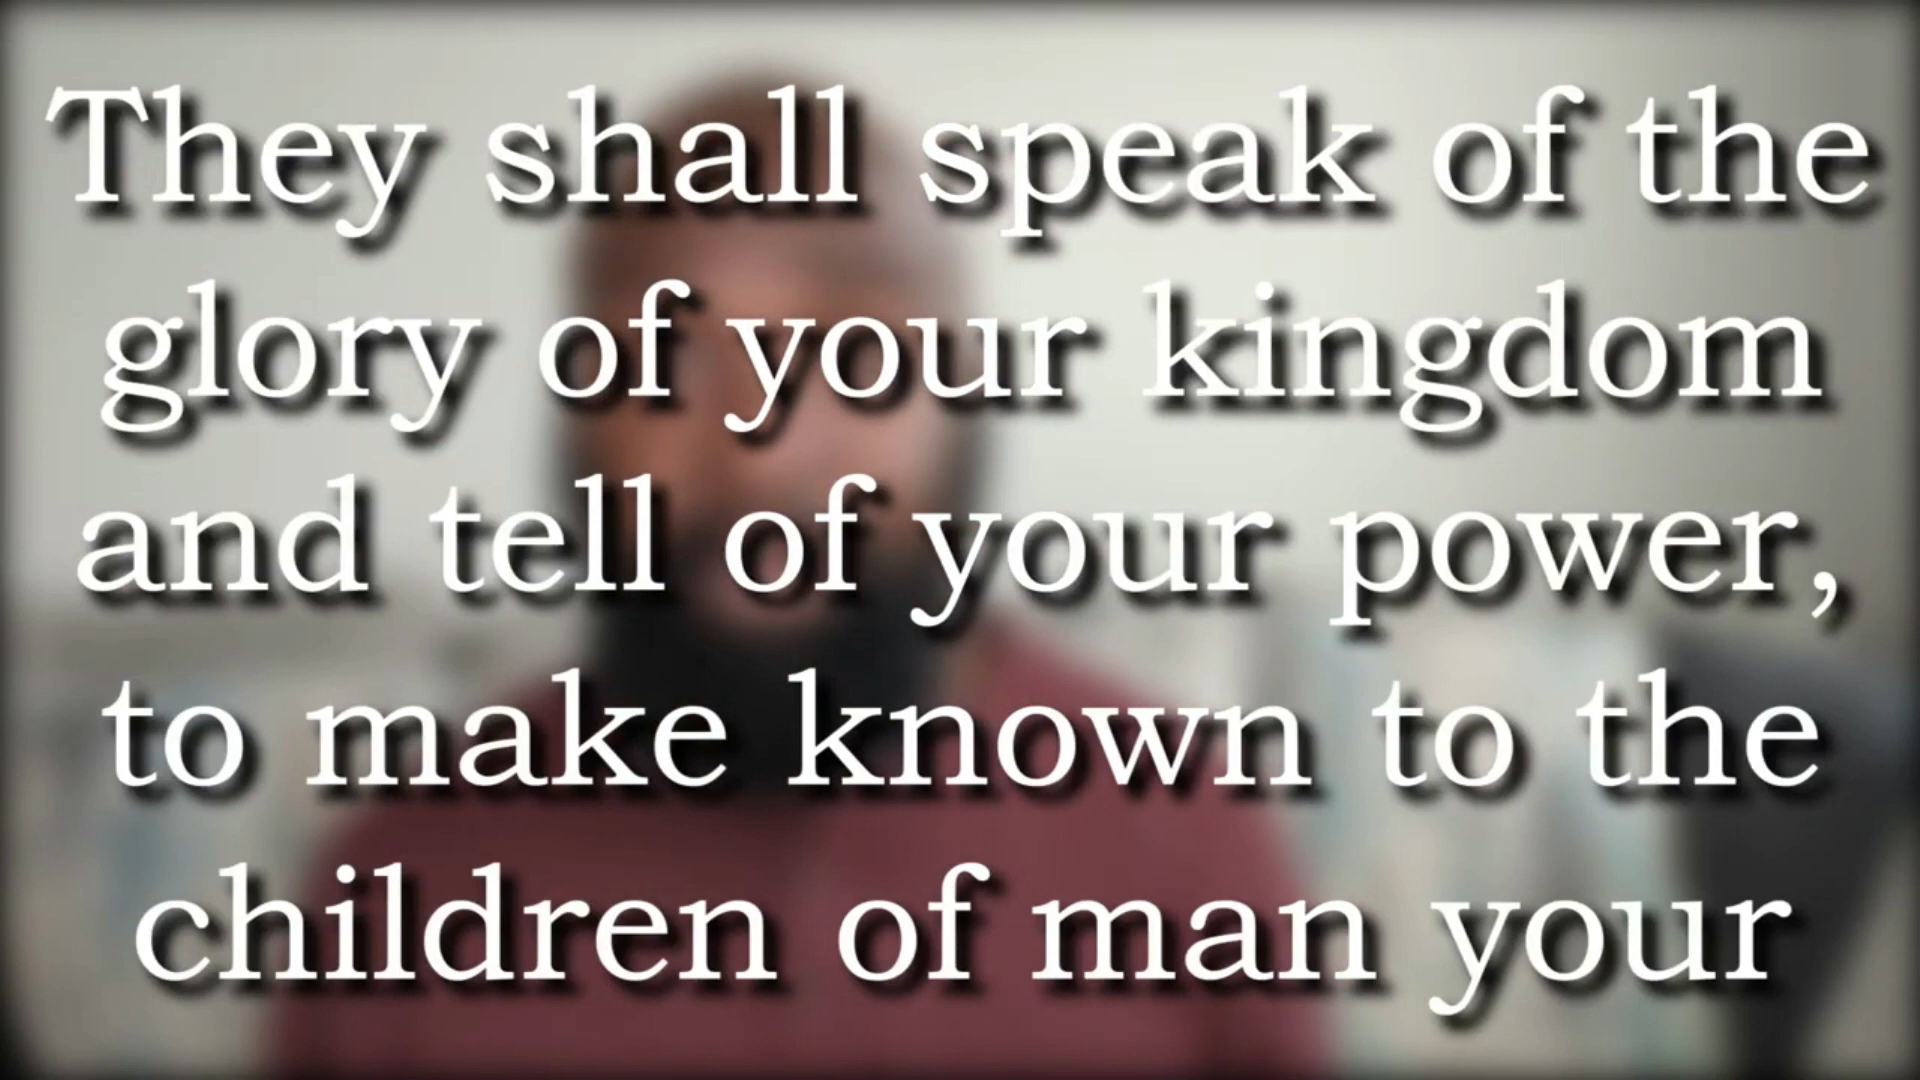 They shall speak of the
glory of your kingdom
and tell of your power,
to make known to the
children of man your